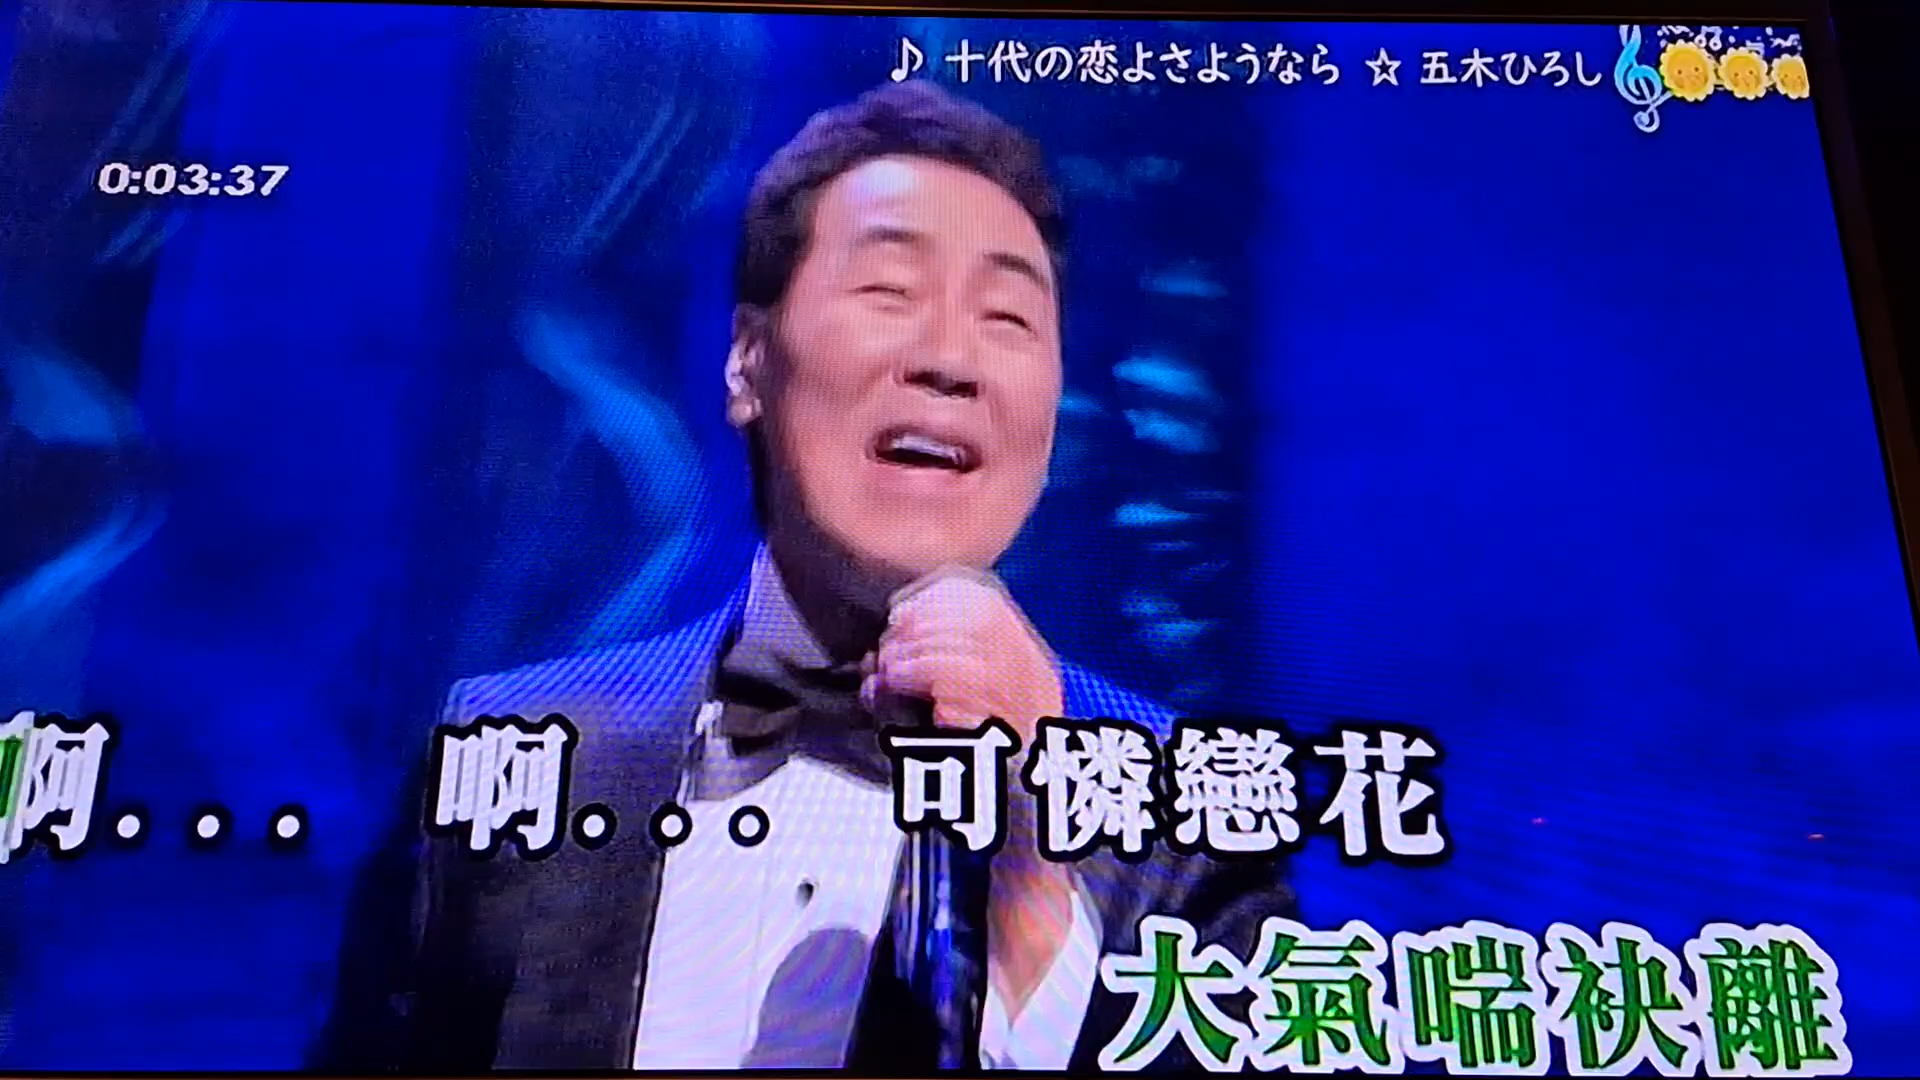 ♪ 十代の恋よさようなら ☆ 五木ひろし
0:03:37
啊... 啊... 可憐戀花
大氣喘袂離